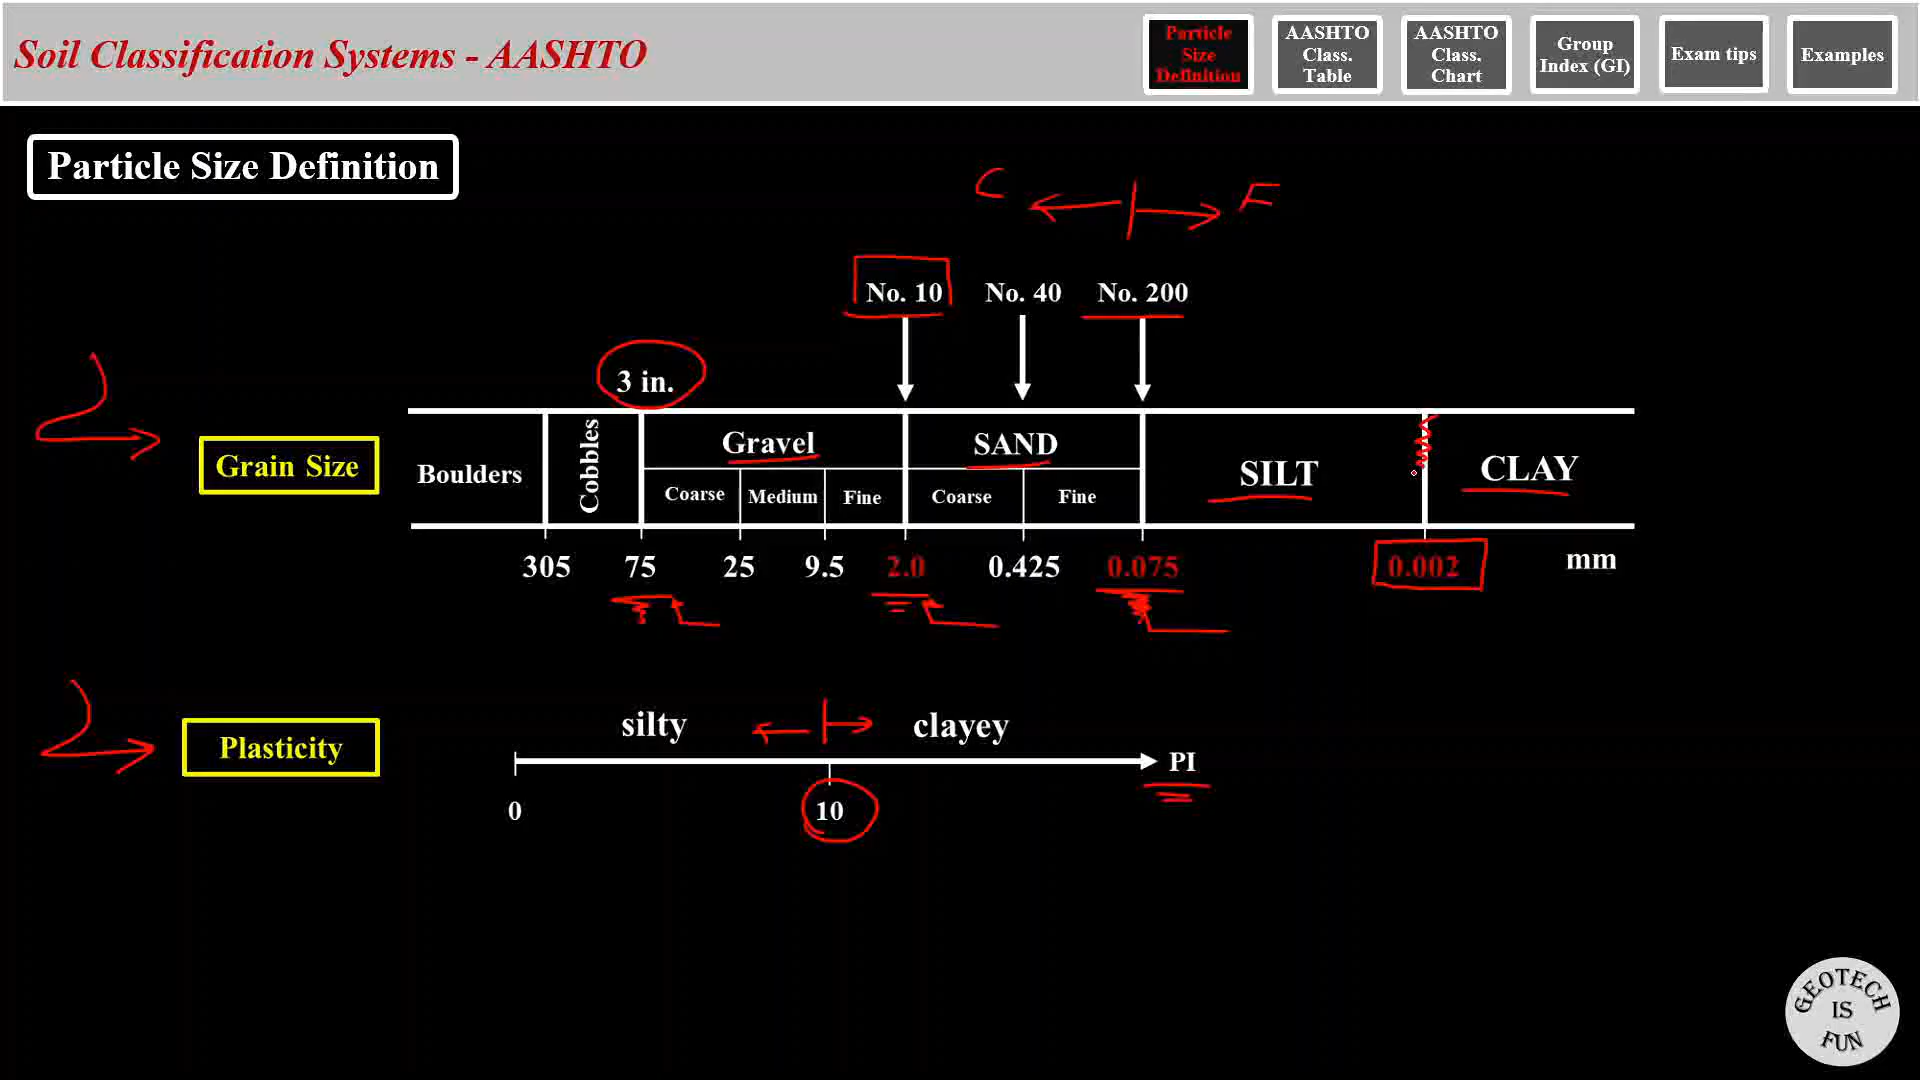 Soil Classification Systems - AASHTO
Particle
Size
Definition
AASHTO
Class.
Table
AASHTO
Class.
Chart
Group
Index (GI)
Exam tips
Examples
Particle Size Definition
C
F
No. 10 No. 40 No. 200
3 in.
Grain Size
Boulders
Cobbles
Gravel
SAND
SILT
CLAY
Coarse Medium Fine Coarse Fine
305 75 25 9.5 2.0 0.425 0.075 0.002 mm
Plasticity
silty clayey
PI
0 10
GEOTECH
IS
FUN